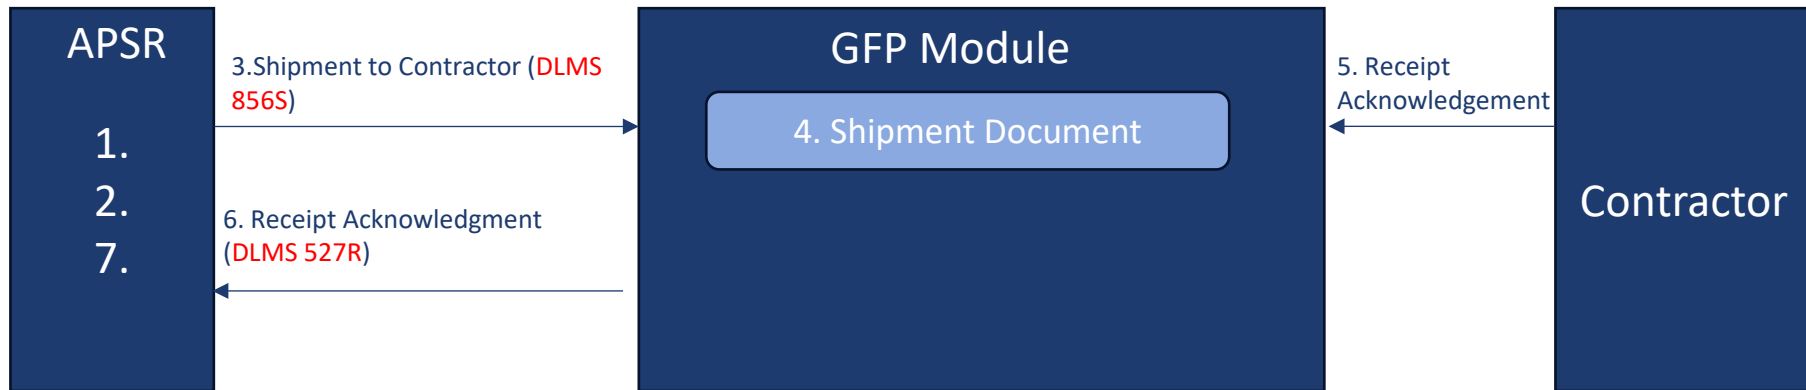 APSR
1.
2.
7.
3.Shipment to Contractor (DLMS
856S)
6. Receipt Acknowledgment
(DLMS 527R)
GFP Module
4. Shipment Document
5. Receipt
Acknowledgement
Contractor